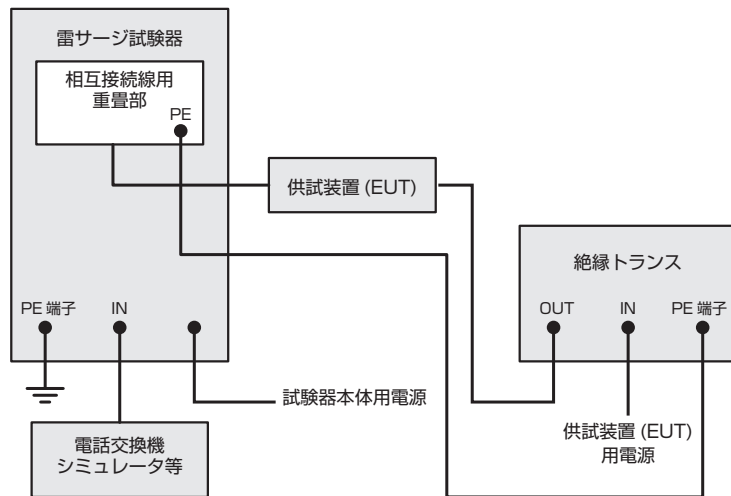 雷サージ試験器
相互接続線用
重畳部
PE
供試装置 (EUT)
絶縁トランス
PE 端子
IN
OUT
IN
PE 端子
試験器本体用電源
電話交換機
シミュレータ等
供試装置 (EUT)
用電源